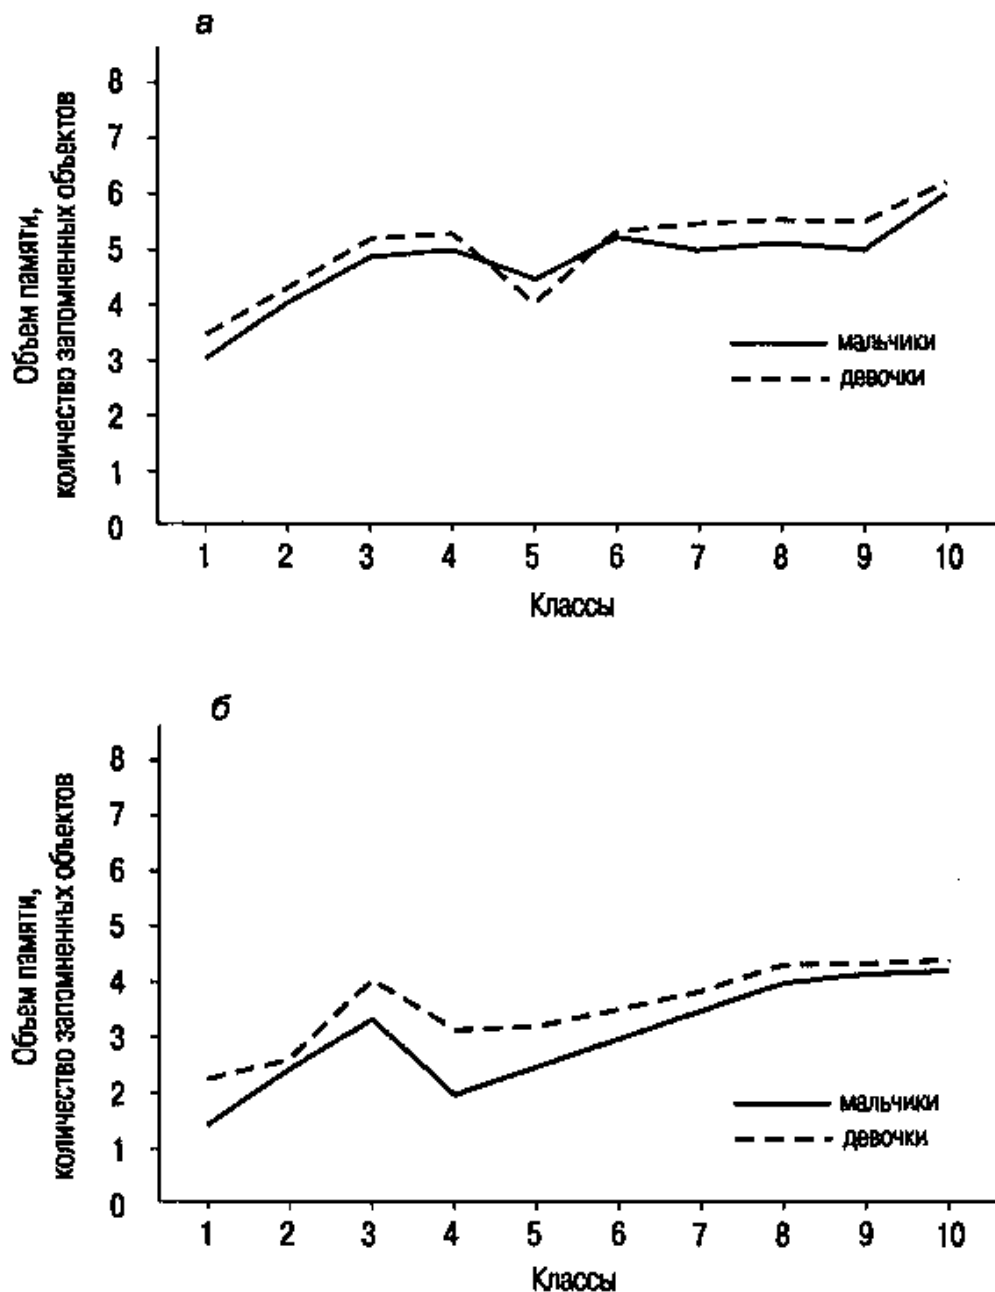 а
Объем памяти,
количество запомненных объектов
8
7
6
5
4
3
2
1
0
мальчики
девочки
1 2 3 4 5 6 7 8 9 10
Классы
б
Объем памяти,
количество запомненных объектов
8
7
6
5
4
3
2
1
0
мальчики
девочки
1 2 3 4 5 6 7 8 9 10
Классы